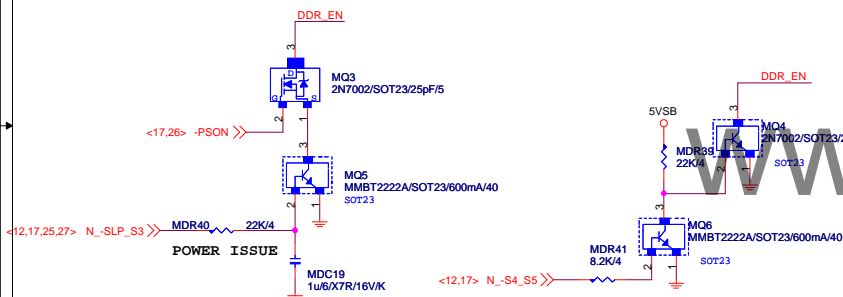 DDR_EN
3
D
G
S
MQ3
2N7002/SOT23/25pF/5
2
1
<17,26> -PSON
3
MQ5
MMBT2222A/SOT23/600mA/40
SOT23
2
1
<12,17,25,27> N_-SLP_S3
MDR40
22K/4
POWER ISSUE
MDC19
1u/6/X7R/16V/K
DDR_EN
5VSB
3
MQ4
2N7002/SOT23/2
MDR39
22K/4
SOT23
2
1
3
MQ6
MMBT2222A/SOT23/600mA/40
SOT23
MDR41
8.2K/4
2
1
<12,17> N_-S4_S5